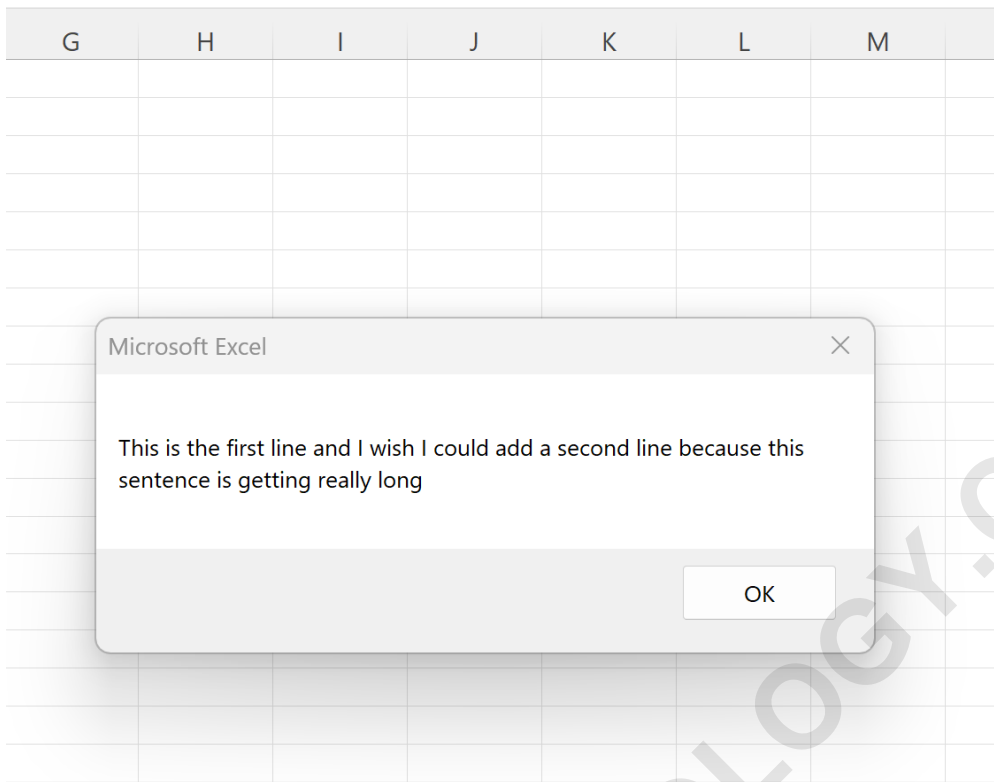 G H I J K L M
Microsoft Excel
This is the first line and I wish I could add a second line because this
sentence is getting really long
OK
OLOGY.C